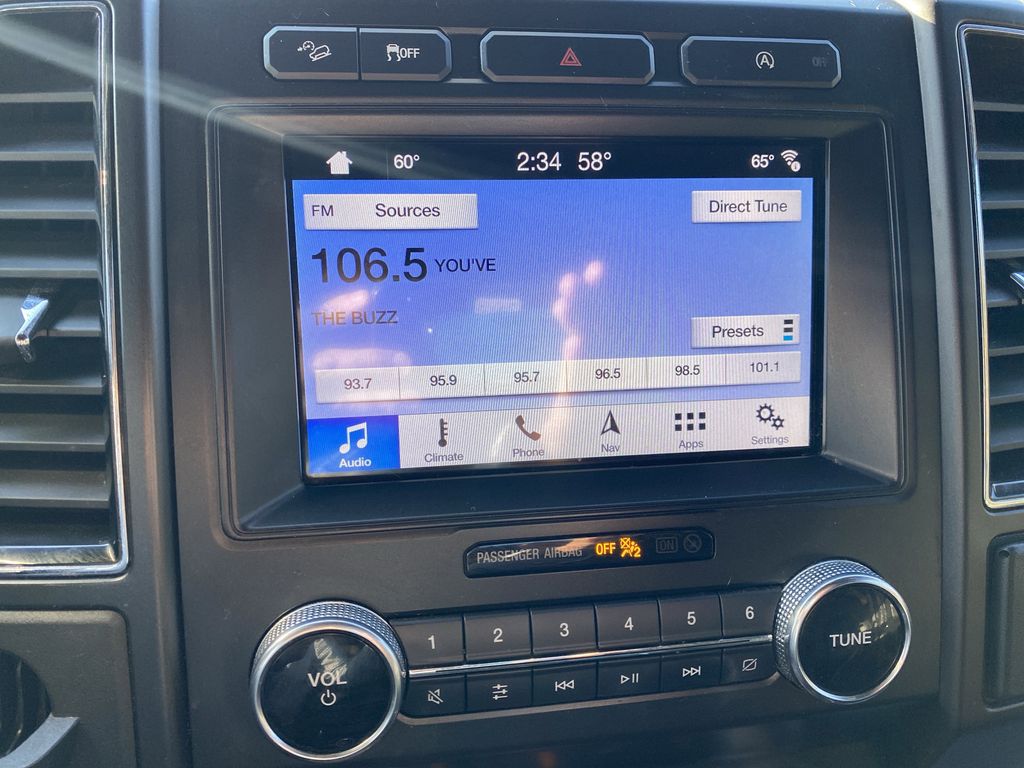 OFF
OFF
60° 2:34 58° 65°
FM Sources
Direct Tune
106.5 YOU'VE
THE BUZZ
Presets
93.7 95.9 95.7 96.5 98.5 101.1
Audio Climate Phone Nav Apps Settings
PASSENGER AIRBAG OFF 2 ON
VOL
1 2 3 4 5 6
TUNE